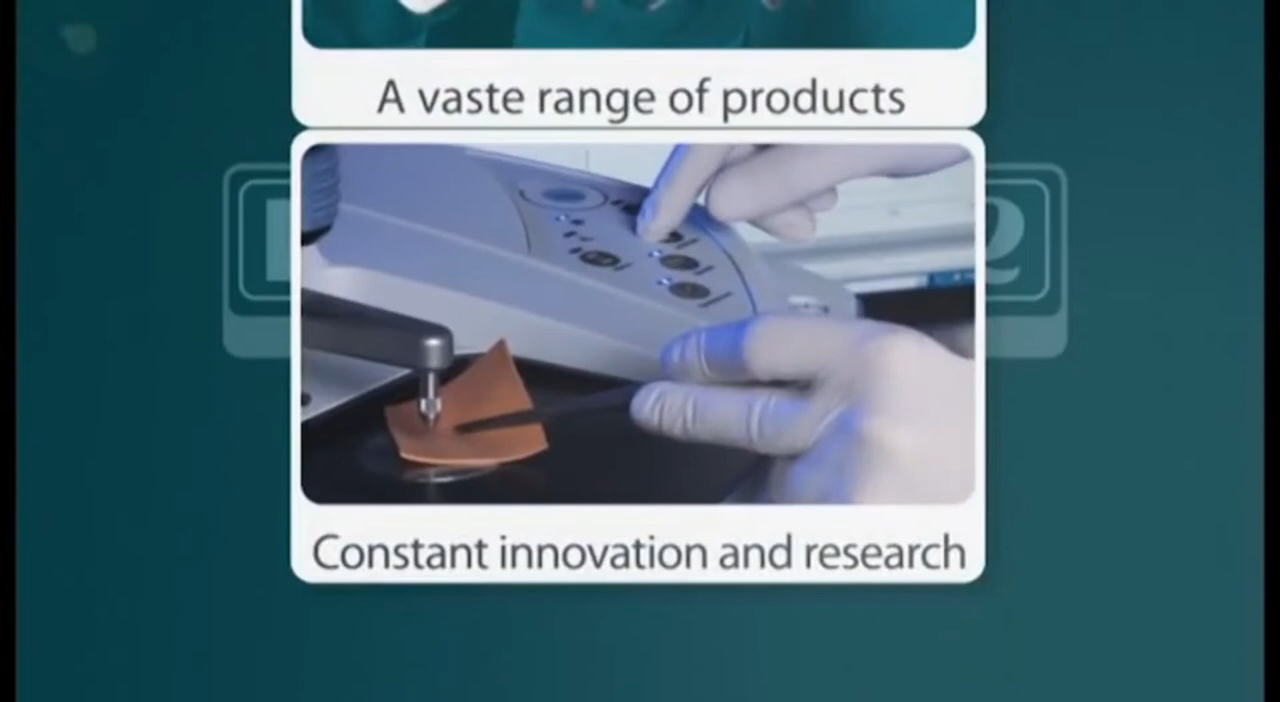 A vaste range of products
Constant innovation and research